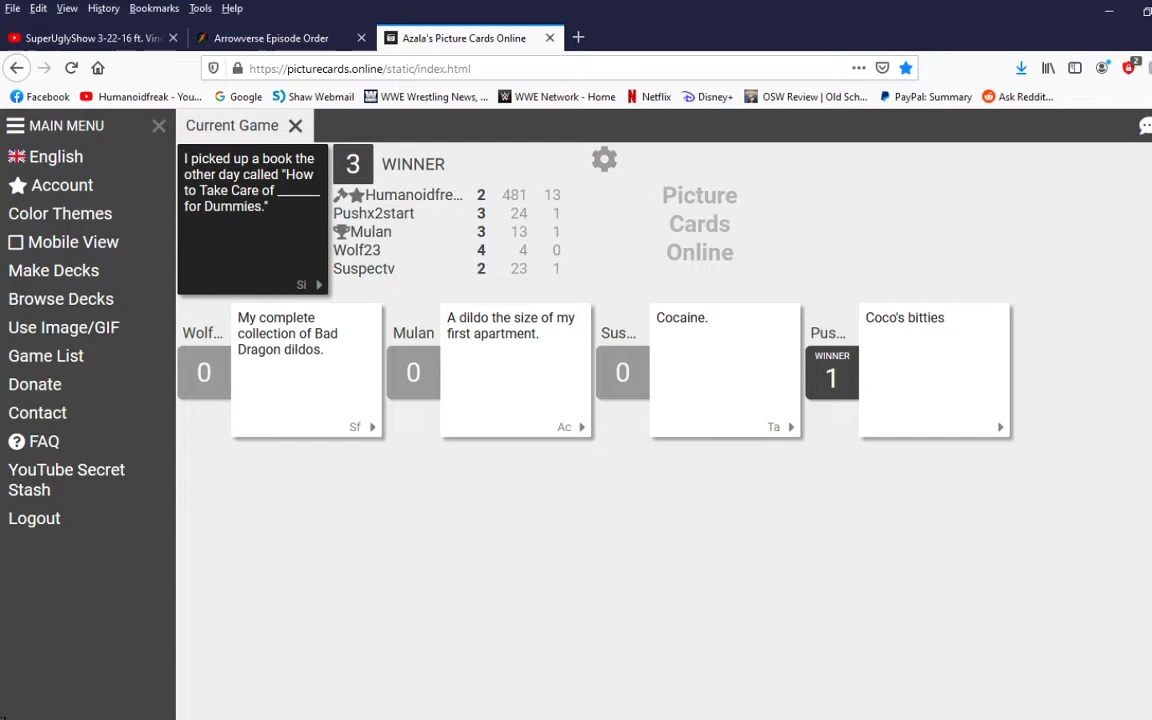 File Edit View History Bookmarks Tools Help
SuperUglyShow 3-22-16 ft. Vin
Arrowverse Episode Order
Azala's Picture Cards Online
https://picturecards.online/static/index.html
2
Facebook Humanoidfreak - You... Google Shaw Webmail WWE Wrestling News, ... WWE Network - Home Netflix Disney+ OSW Review | Old Sch... PayPal: Summary Ask Reddit...
MAIN MENU
English
Account
Color Themes
Mobile View
Make Decks
Browse Decks
Use Image/GIF
Game List
Donate
Contact
FAQ
YouTube Secret
Stash
Logout
Current Game
I picked up a book the
other day called "How
to Take Care of ______
for Dummies."
Si
3 WINNER
Humanoidfre... 2 481 13
Pushx2start 3 24 1
Mulan 3 13 1
Wolf23 4 4 0
Suspectv 2 23 1
Picture
Cards
Online
Wolf...
0
My complete
collection of Bad
Dragon dildos.
Sf
Mulan
0
A dildo the size of my
first apartment.
Ac
Sus...
0
Cocaine.
Ta
Pus...
WINNER
1
Coco's bitties